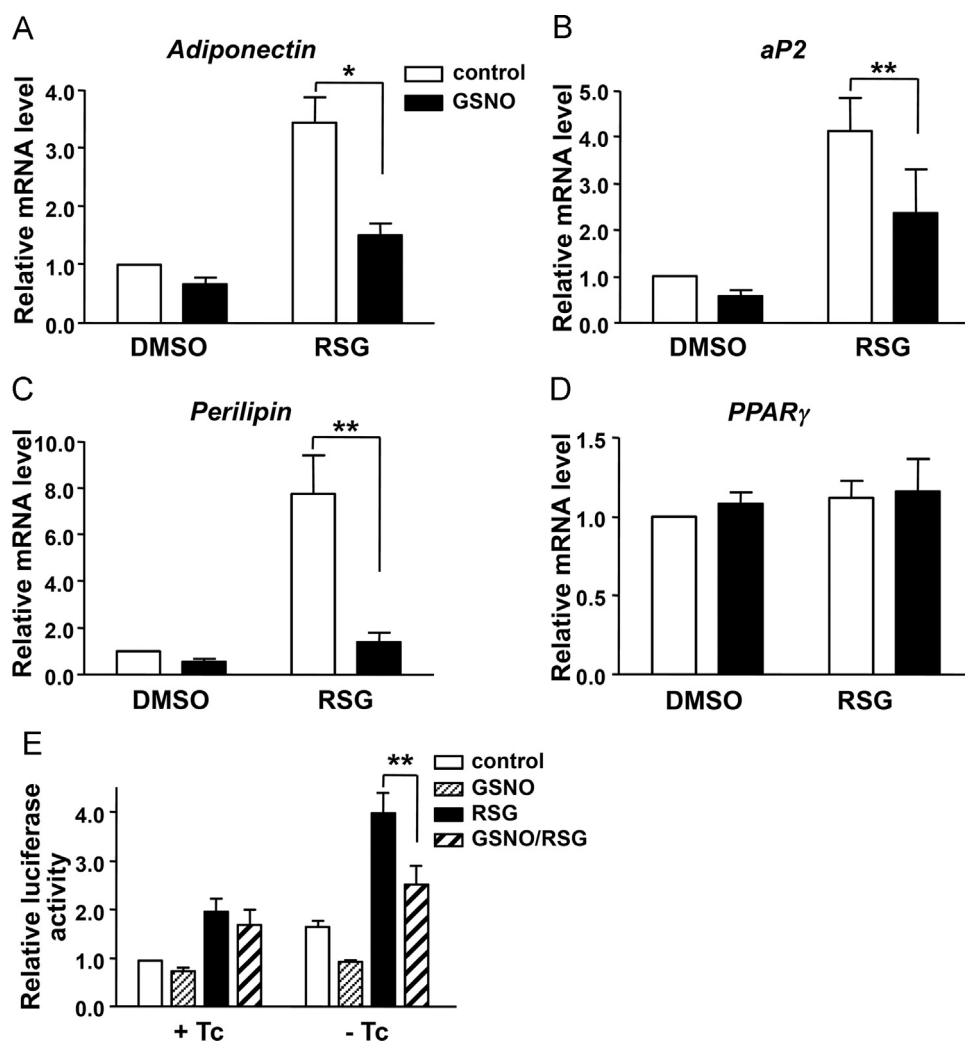 A
Adiponectin
*
control
GSNO
Relative mRNA level
4.0
3.0
2.0
1.0
0.0
DMSO
RSG
B
aP2
**
Relative mRNA level
5.0
4.0
3.0
2.0
1.0
0.0
DMSO
RSG
C
Perilipin
**
Relative mRNA level
10.0
8.0
6.0
4.0
2.0
0.0
DMSO
RSG
D
PPARγ
Relative mRNA level
1.5
1.0
0.5
0.0
DMSO
RSG
E
**
control
GSNO
RSG
GSNO/RSG
Relative luciferase
activity
4.0
3.0
2.0
1.0
0.0
+ Tc
- Tc